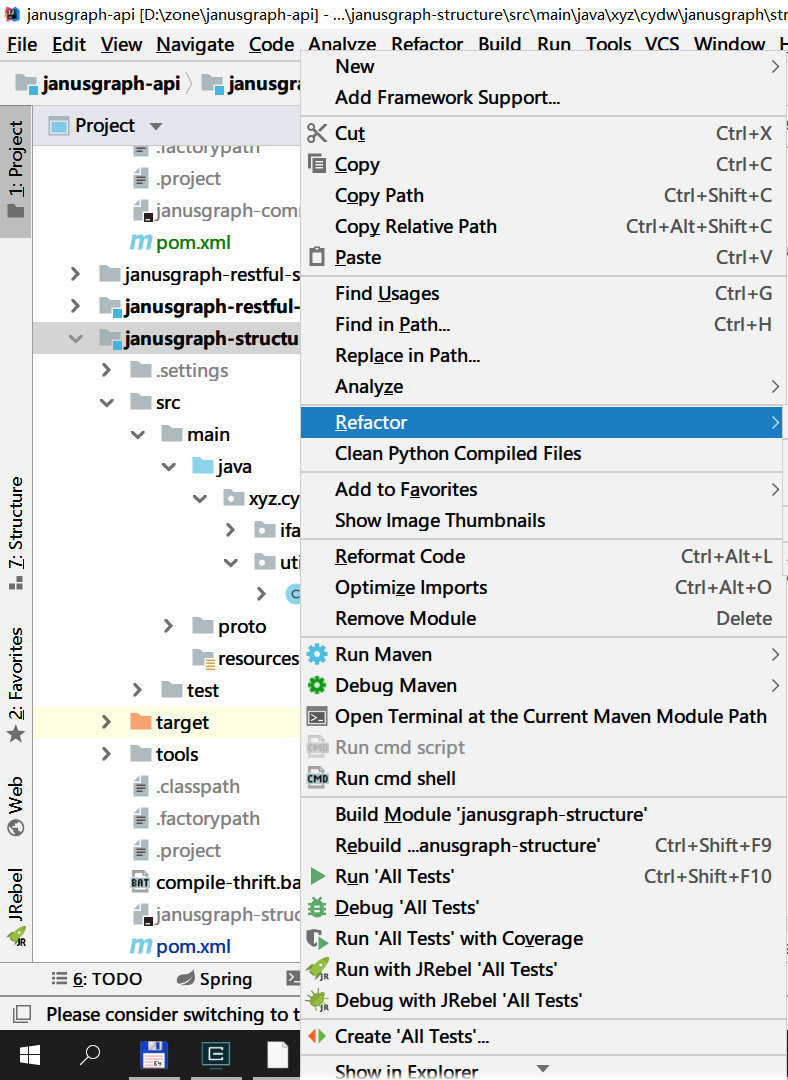 janusgraph-api [D:\zone\janusgraph-api] - ...\janusgraph-structure\src\main\java\xyz\cydw\janusgraph\str
File Edit View Navigate Code Analyze Refactor Build Run Tools VCS Window H
janusgraph-api janusgra
1: Project
7: Structure
2: Favorites
Web
JRebel
Project
.factorypath
.project
janusgraph-com
pom.xml
janusgraph-restful-s
janusgraph-restful-
janusgraph-structu
.settings
src
main
java
xyz.cy
ifa
uti
C
proto
resources
test
target
tools
.classpath
.factorypath
.project
BAT compile-thrift.ba
janusgraph-struc
m pom.xml
6: TODO Spring
Please consider switching to t
New
Add Framework Support...
Cut Ctrl+X
Copy Ctrl+C
Copy Path Ctrl+Shift+C
Copy Relative Path Ctrl+Alt+Shift+C
Paste Ctrl+V
Find Usages Ctrl+G
Find in Path... Ctrl+H
Replace in Path...
Analyze
Refactor
Clean Python Compiled Files
Add to Favorites
Show Image Thumbnails
Reformat Code Ctrl+Alt+L
Optimize Imports Ctrl+Alt+O
Remove Module Delete
Run Maven
Debug Maven
Open Terminal at the Current Maven Module Path
CMD Run cmd script
CMD Run cmd shell
Build Module 'janusgraph-structure'
Rebuild ...anusgraph-structure' Ctrl+Shift+F9
Run 'All Tests' Ctrl+Shift+F10
Debug 'All Tests'
Run 'All Tests' with Coverage
JR Run with JRebel 'All Tests'
JR Debug with JRebel 'All Tests'
Create 'All Tests'...
Show in Explorer
64